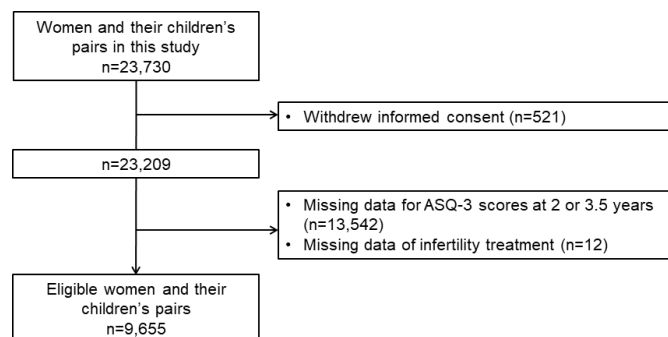 Women and their children's
pairs in this study
n=23,730
• Withdrew informed consent (n=521)
n=23,209
• Missing data for ASQ-3 scores at 2 or 3.5 years
(n=13,542)
• Missing data of infertility treatment (n=12)
Eligible women and their
children's pairs
n=9,655